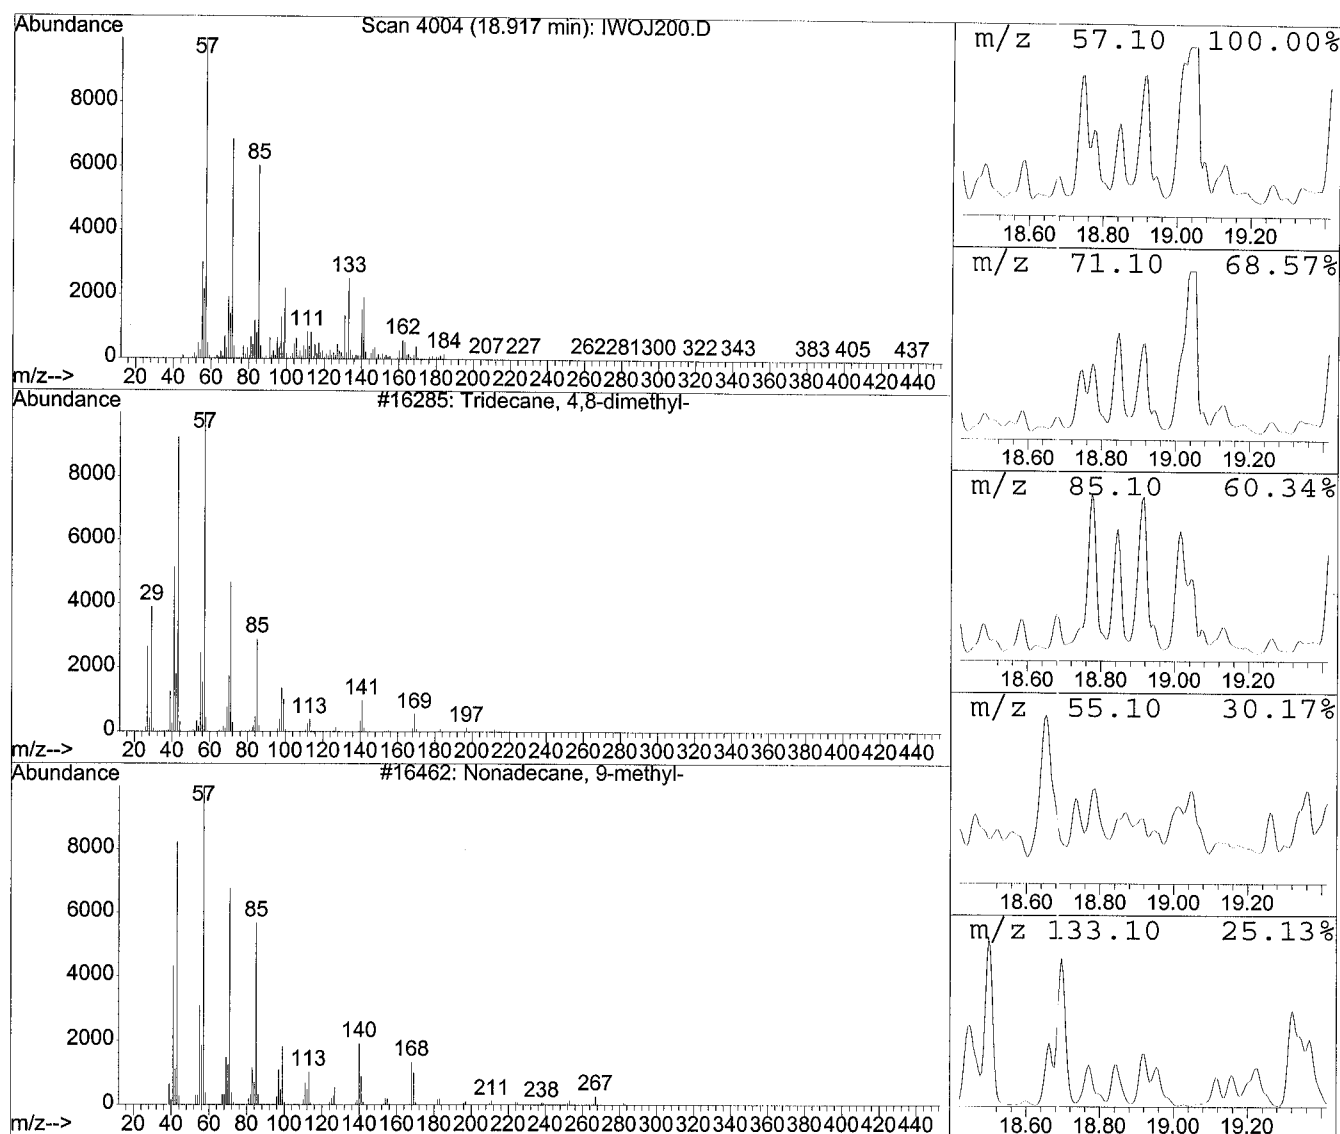 Abundance
Scan 4004 (18.917 min): IWOJ200.D
57
8000
6000
85
4000
133
2000
111
162
184 207 227 262 281 300 322 343 383 405 437
0
m/z--> 20 40 60 80 100 120 140 160 180 200 220 240 260 280 300 320 340 360 380 400 420 440
Abundance
#16285: Tridecane, 4,8-dimethyl-
57
8000
6000
29
4000
85
2000
113
141
169
197
0
m/z--> 20 40 60 80 100 120 140 160 180 200 220 240 260 280 300 320 340 360 380 400 420 440
Abundance
#16462: Nonadecane, 9-methyl-
57
8000
85
6000
4000
140
2000
113
168
211 238 267
0
m/z--> 20 40 60 80 100 120 140 160 180 200 220 240 260 280 300 320 340 360 380 400 420 440
m/z 57.10 100.00%
18.60 18.80 19.00 19.20
m/z 71.10 68.57%
18.60 18.80 19.00 19.20
m/z 85.10 60.34%
18.60 18.80 19.00 19.20
m/z 55.10 30.17%
18.60 18.80 19.00 19.20
m/z 133.10 25.13%
18.60 18.80 19.00 19.20